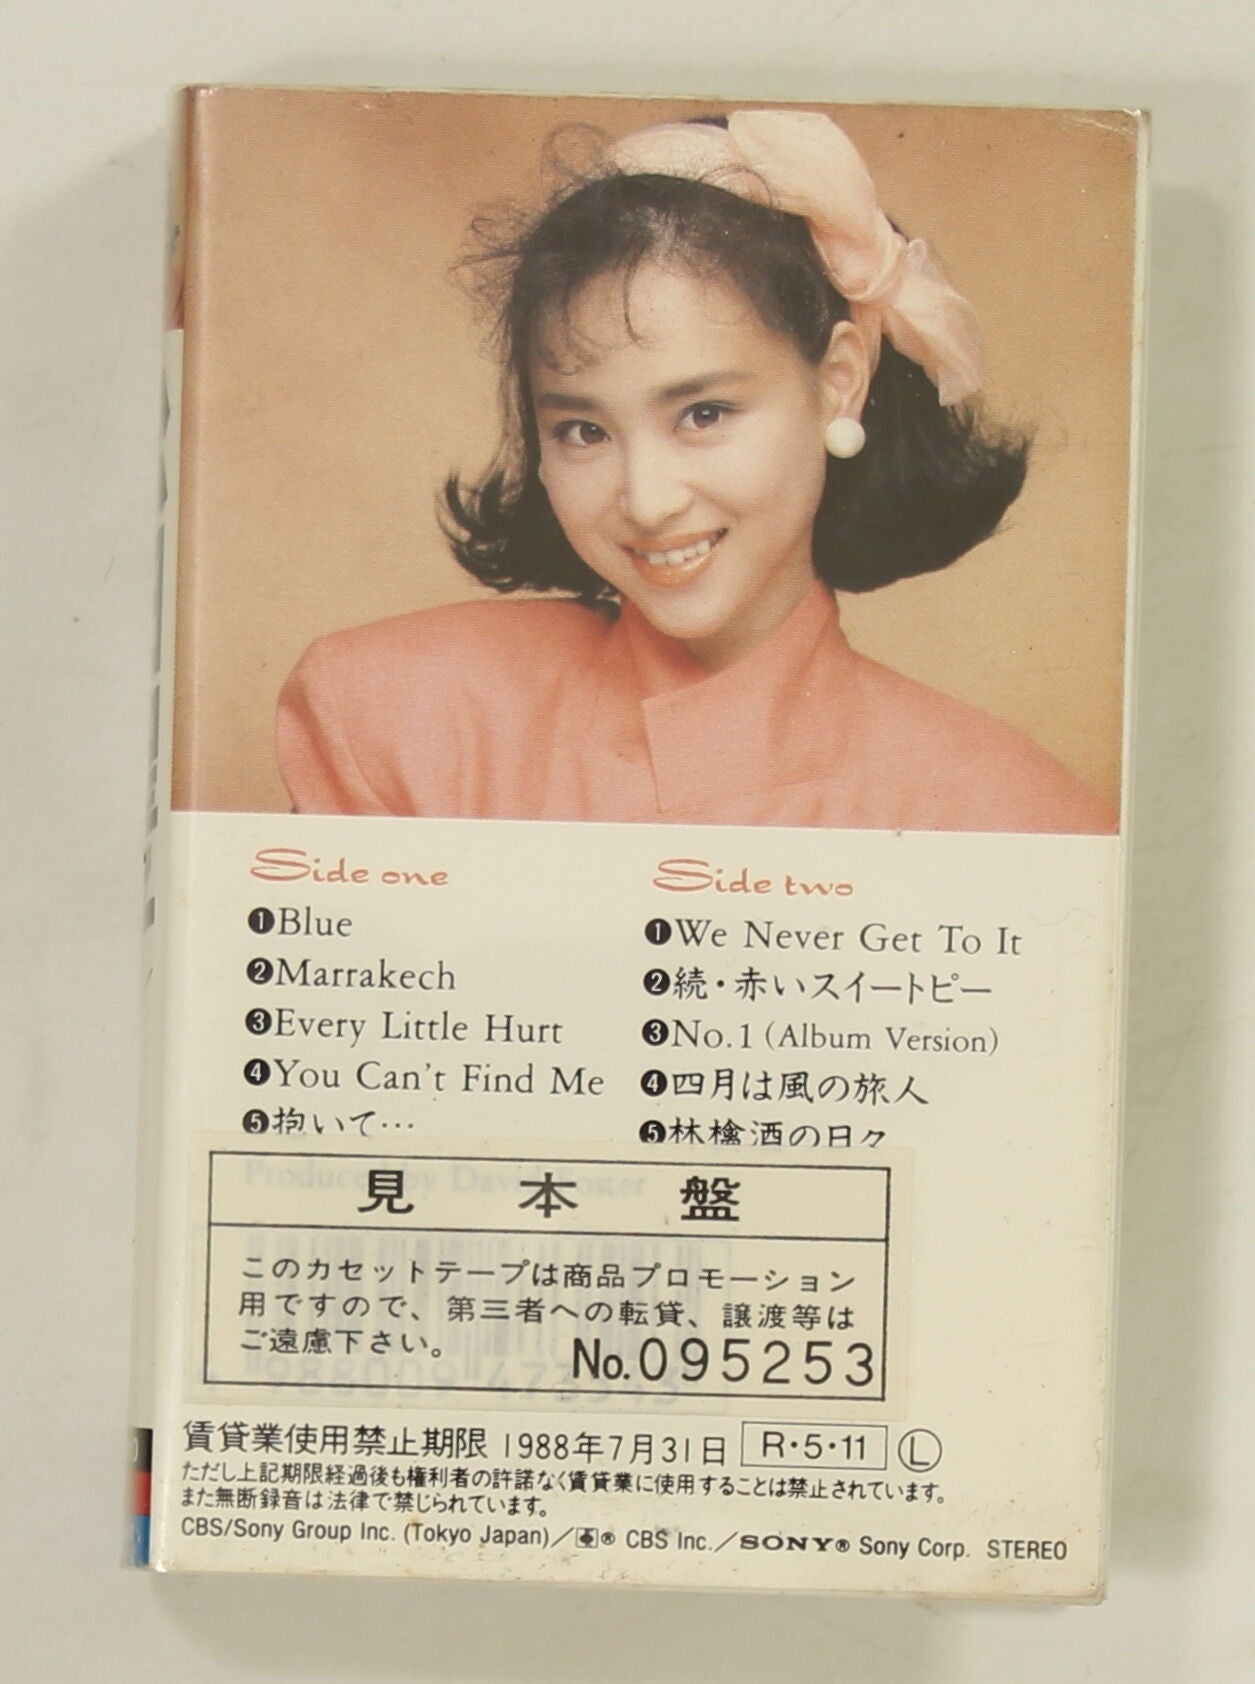 Side one
❶Blue
❷Marrakech
❸Every Little Hurt
❹You Can't Find Me
❺抱いて…
Side two
❶We Never Get To It
❷続・赤いスイートピー
❸No.1 (Album Version)
❹四月は風の旅人
❺林檎酒の日々
Produced by David Foster
見本盤
このカセットテープは商品プロモーション
用ですので、第三者への転貸、譲渡等は
ご遠慮下さい。
No.095253
賃貸業使用禁止期限 1988年7月31日 R・5・11 Ⓛ
ただし上記期限経過後も権利者の許諾なく賃貸業に使用することは禁止されています。
また無断録音は法律で禁じられています。
CBS/Sony Group Inc. (Tokyo Japan)／® CBS Inc.／SONY® Sony Corp. STEREO